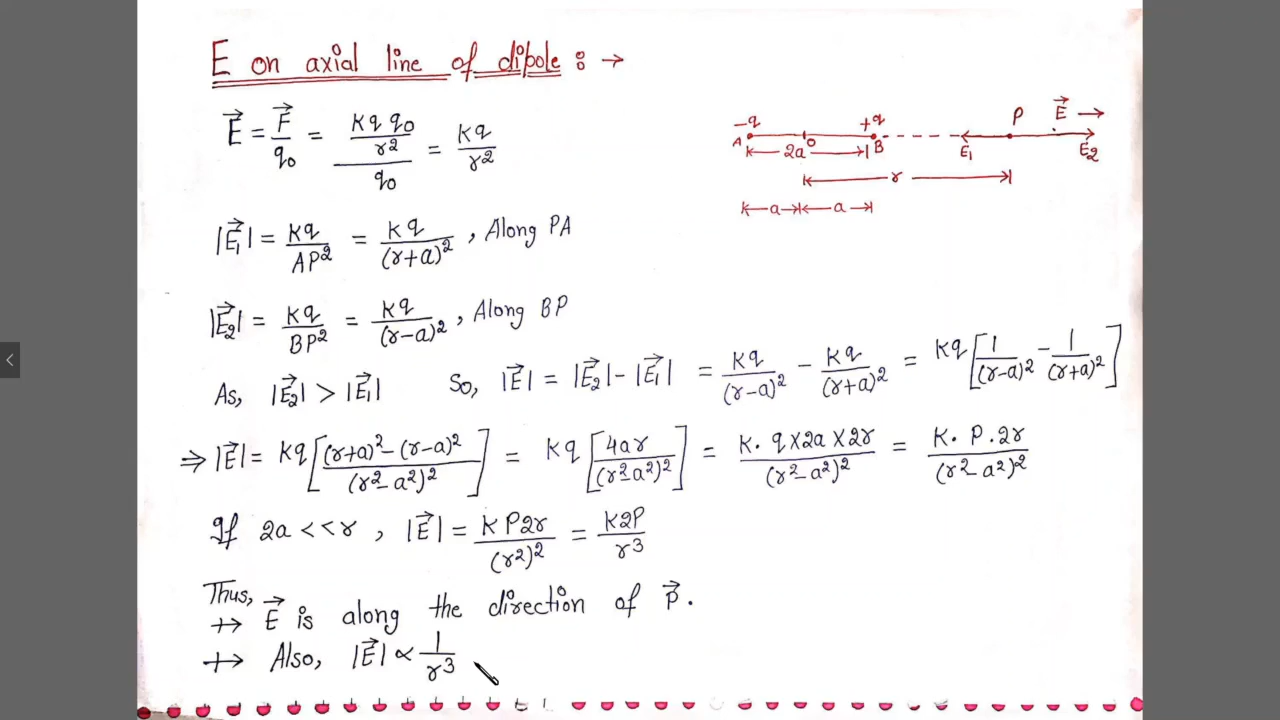 E on axial line of dipole : →
E⃗ = F⃗/q₀ = (Kqq₀/r²)/q₀ = Kq/r²
-q +q P E⃗ →
A O B E₁ E₂
2a
r
a a
|E₁⃗| = Kq/AP² = Kq/(r+a)² , Along PA
|E₂⃗| = Kq/BP² = Kq/(r-a)² , Along BP
As, |E₂⃗| > |E₁⃗| So, |E⃗| = |E₂⃗| - |E₁⃗| = Kq/(r-a)² - Kq/(r+a)² = Kq[1/(r-a)² - 1/(r+a)²]
⇒ |E⃗| = Kq[((r+a)² - (r-a)²)/(r²-a²)²] = Kq[4ar/(r²-a²)²] = K. q×2a×2r/(r²-a²)² = K. P. 2r/(r²-a²)²
If 2a << r , |E⃗| = KP2r/(r²)² = K2P/r³
Thus,
↦ E⃗ is along the direction of P⃗.
↦ Also, |E⃗| ∝ 1/r³